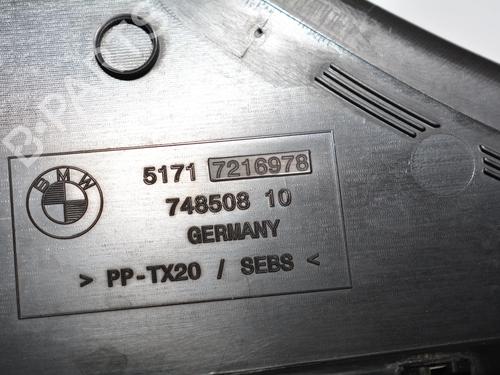 B-PARTS
BMW
5171 7216978
748508 10
GERMANY
> PP-TX20 / SEBS <